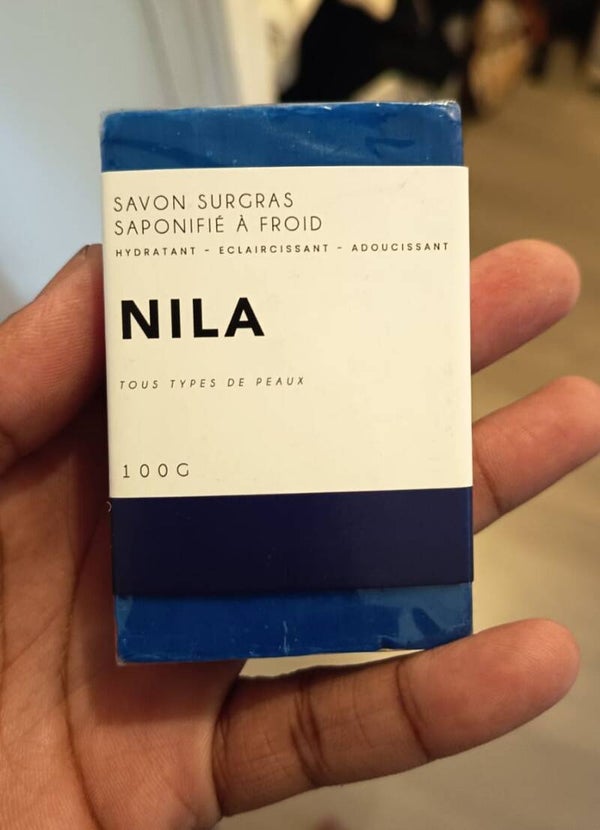 SAVON SURGRAS
SAPONIFIÉ À FROID
HYDRATANT - ECLAIRCISSANT - ADOUCISSANT
NILA
TOUS TYPES DE PEAUX
100G